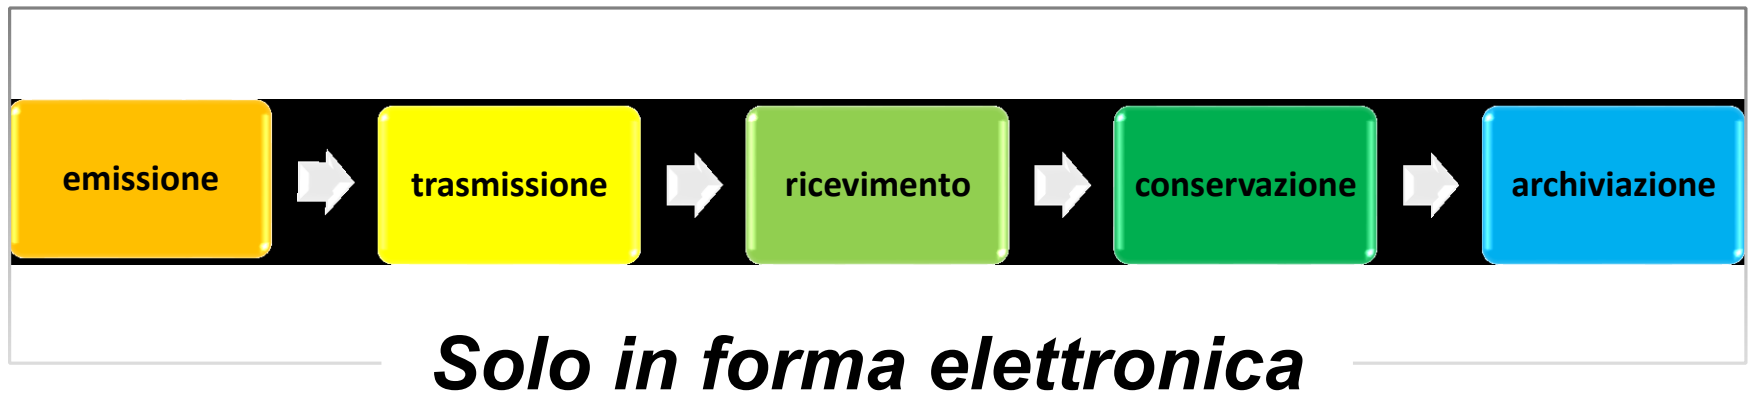 emissione
trasmissione
ricevimento
conservazione
archiviazione
Solo in forma elettronica